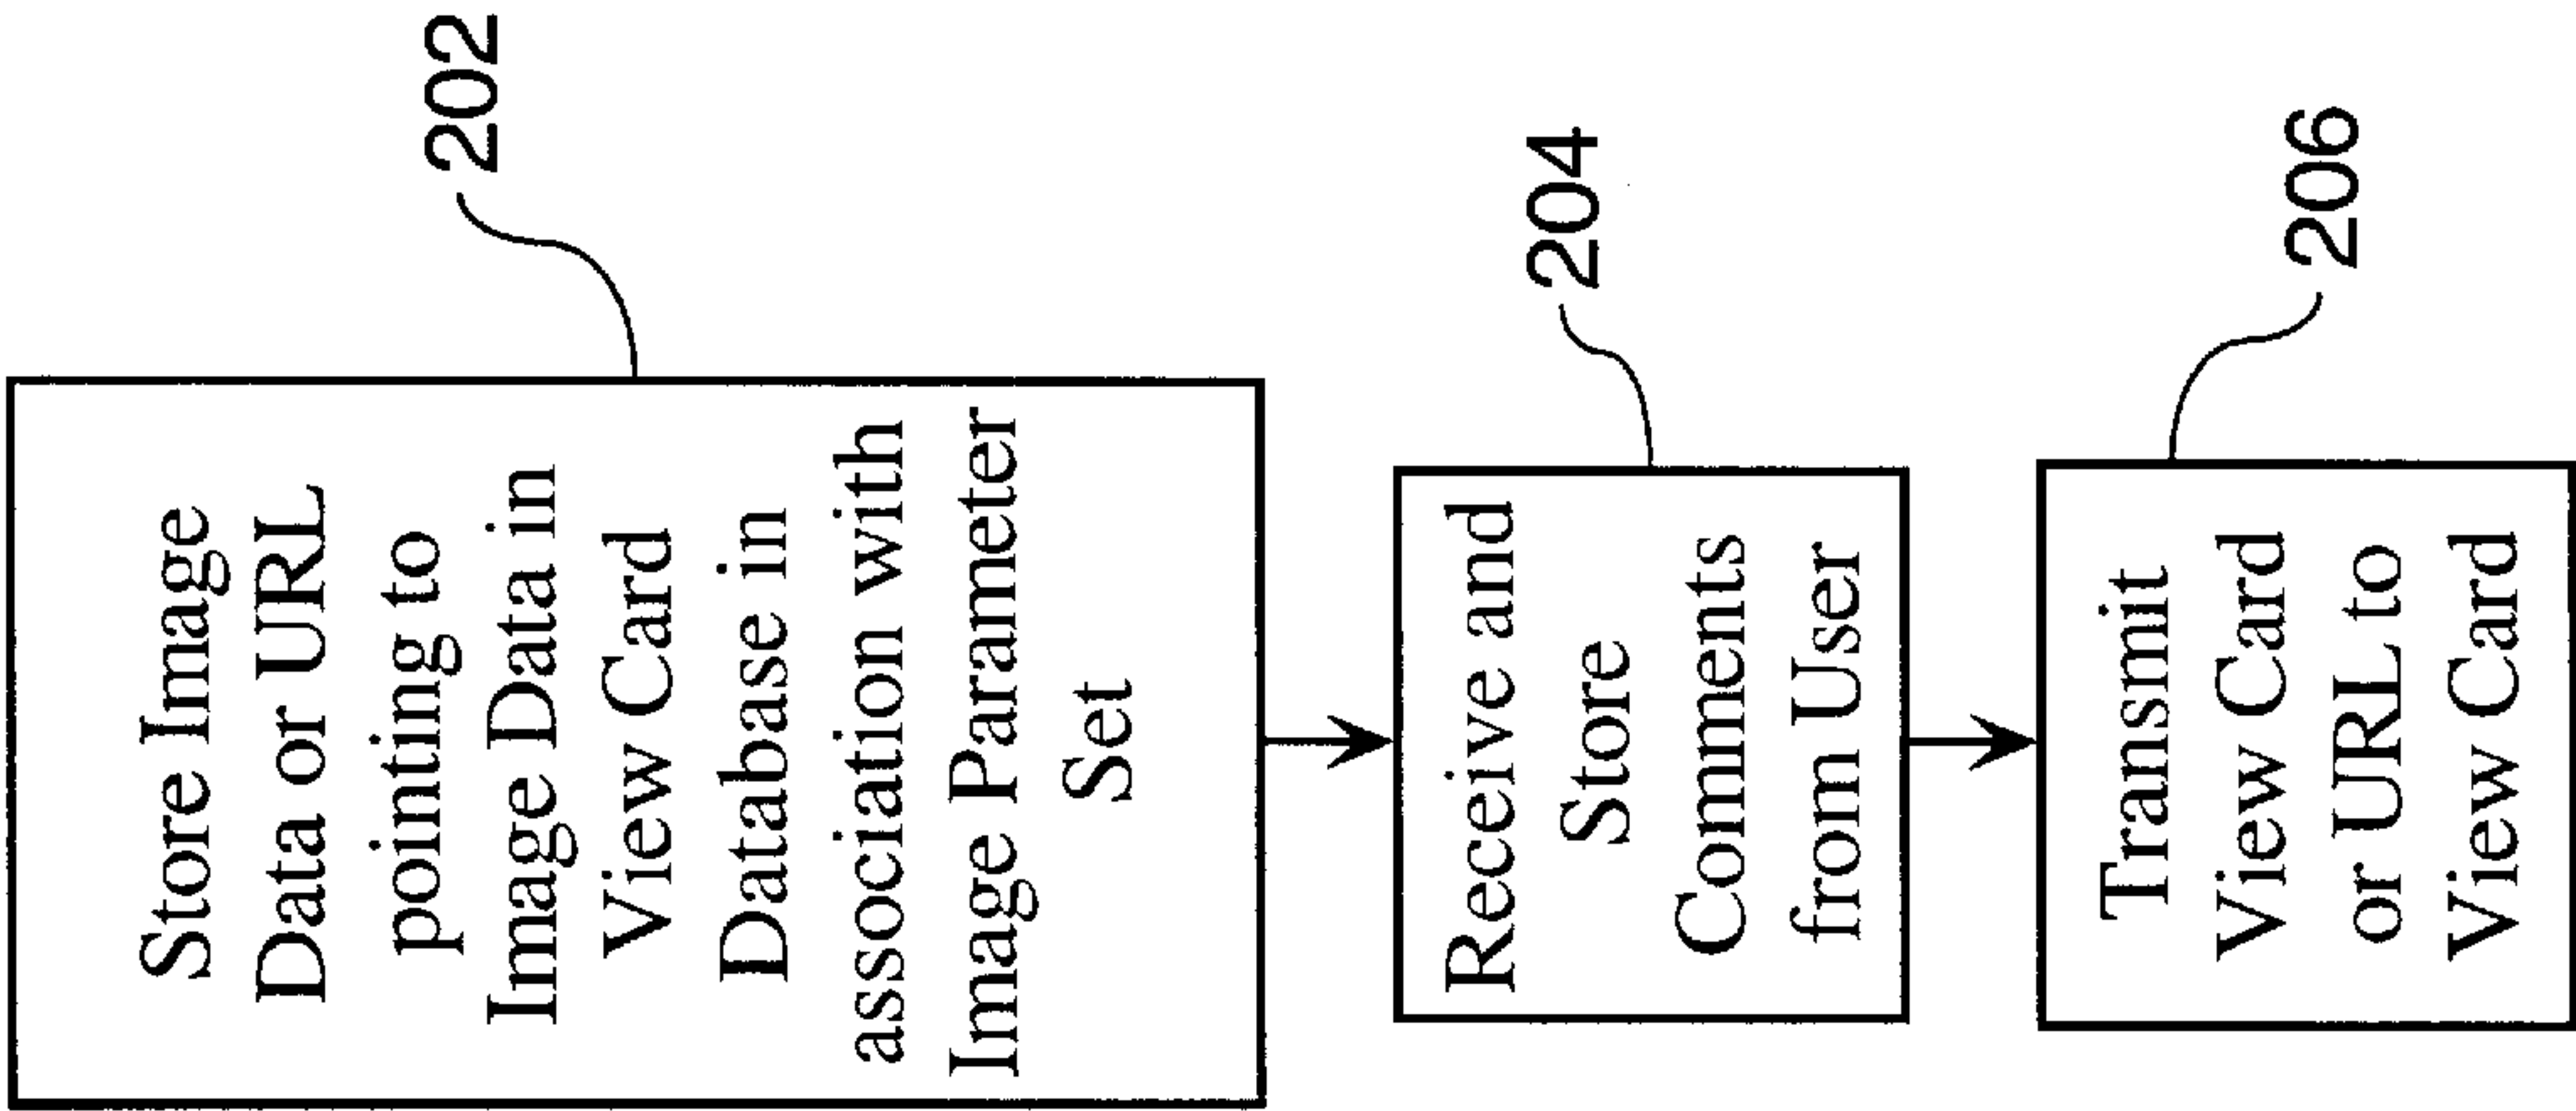 Store Image
Data or URL
pointing to
Image Data in
View Card
Database in
association with
Image Parameter
Set
202
Receive and
Store
Comments
from User
204
Transmit
View Card
or URL to
View Card
206